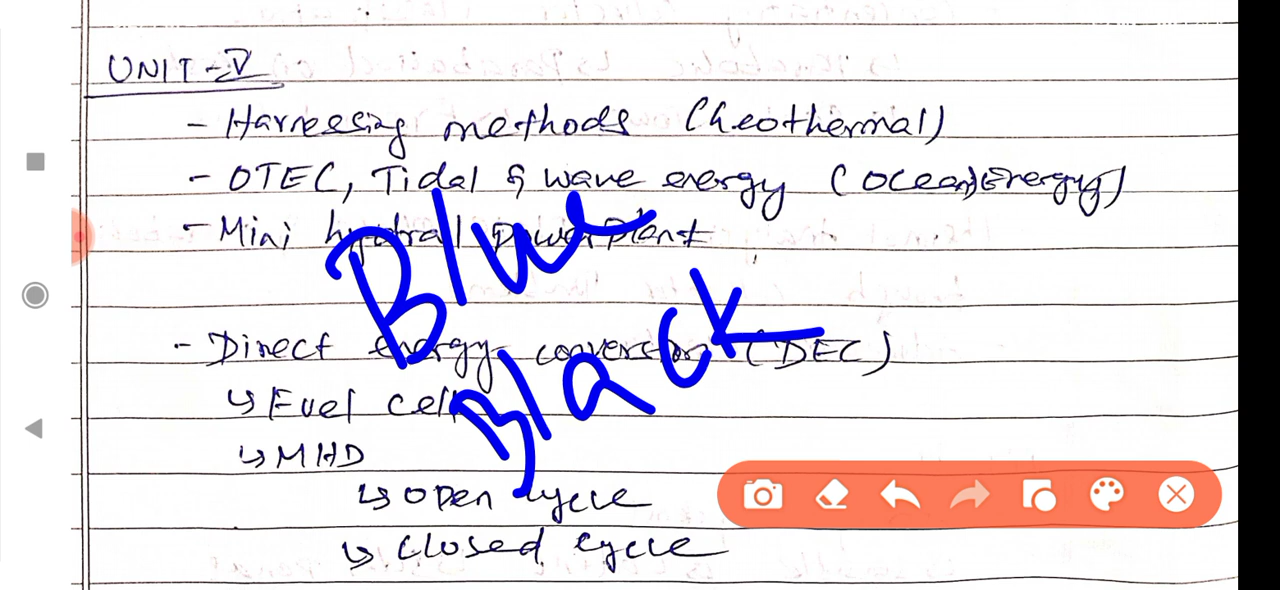 UNIT-V
- Harnessing methods (Geothermal)
- OTEC, Tidal & wave energy (Ocean Energy)
- Mini hydral power plant
Blue
- Direct energy conversion (DEC)
Black
↳ Fuel cell
↳ MHD
↳ open cycle
↳ closed cycle